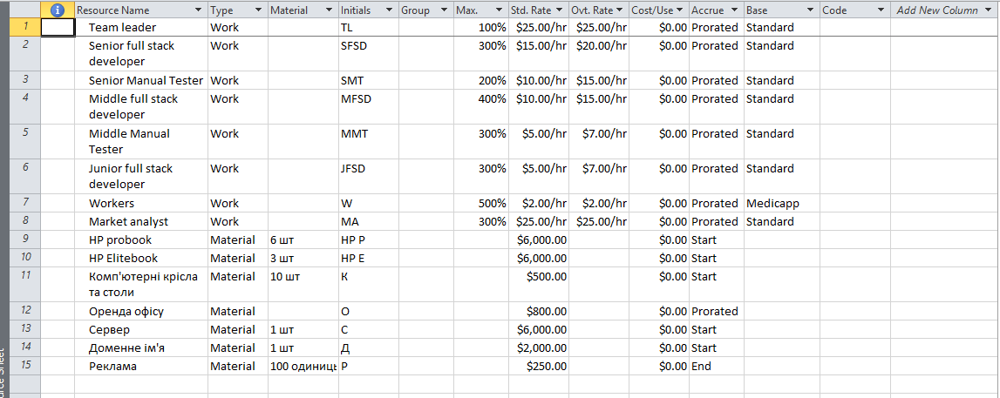 Resource Name Type Material Initials Group Max. Std. Rate Ovt. Rate Cost/Use Accrue Base Code Add New Column
1 Team leader Work TL 100% $25.00/hr $25.00/hr $0.00 Prorated Standard
2 Senior full stack Work SFSD 300% $15.00/hr $20.00/hr $0.00 Prorated Standard
developer
3 Senior Manual Tester Work SMT 200% $10.00/hr $15.00/hr $0.00 Prorated Standard
4 Middle full stack Work MFSD 400% $10.00/hr $15.00/hr $0.00 Prorated Standard
developer
5 Middle Manual Work MMT 300% $5.00/hr $7.00/hr $0.00 Prorated Standard
Tester
6 Junior full stack Work JFSD 300% $5.00/hr $7.00/hr $0.00 Prorated Standard
developer
7 Workers Work W 500% $2.00/hr $2.00/hr $0.00 Prorated Medicapp
8 Market analyst Work MA 300% $25.00/hr $25.00/hr $0.00 Prorated Standard
9 HP probook Material 6 шт HP P $6,000.00 $0.00 Start
10 HP Elitebook Material 3 шт HP E $6,000.00 $0.00 Start
11 Комп'ютерні крісла Material 10 шт К $500.00 $0.00 Start
та столи
12 Оренда офісу Material О $800.00 $0.00 Prorated
13 Сервер Material 1 шт С $6,000.00 $0.00 Start
14 Доменне ім'я Material 1 шт Д $2,000.00 $0.00 Start
15 Реклама Material 100 одиниць Р $250.00 $0.00 End